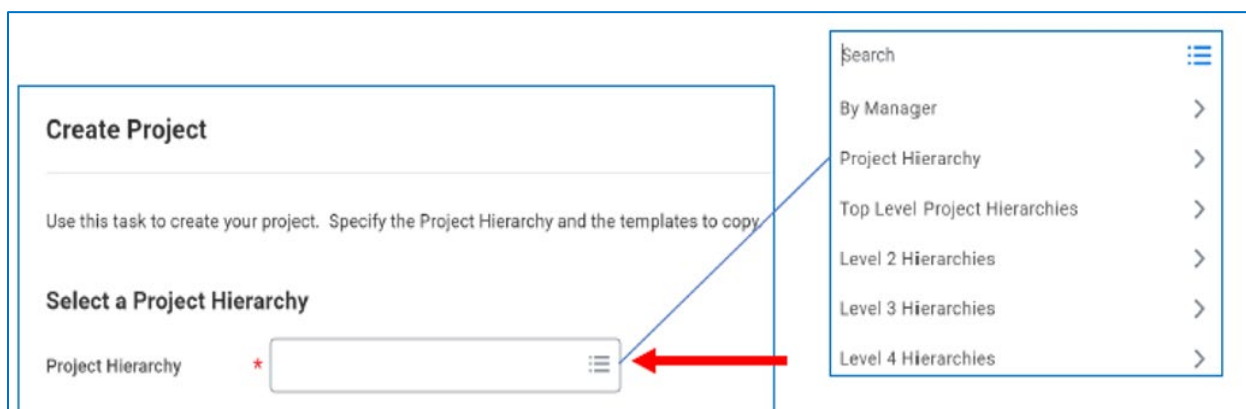 Create Project
Use this task to create your project. Specify the Project Hierarchy and the templates to copy.
Select a Project Hierarchy
Project Hierarchy *
Search
By Manager
Project Hierarchy
Top Level Project Hierarchies
Level 2 Hierarchies
Level 3 Hierarchies
Level 4 Hierarchies